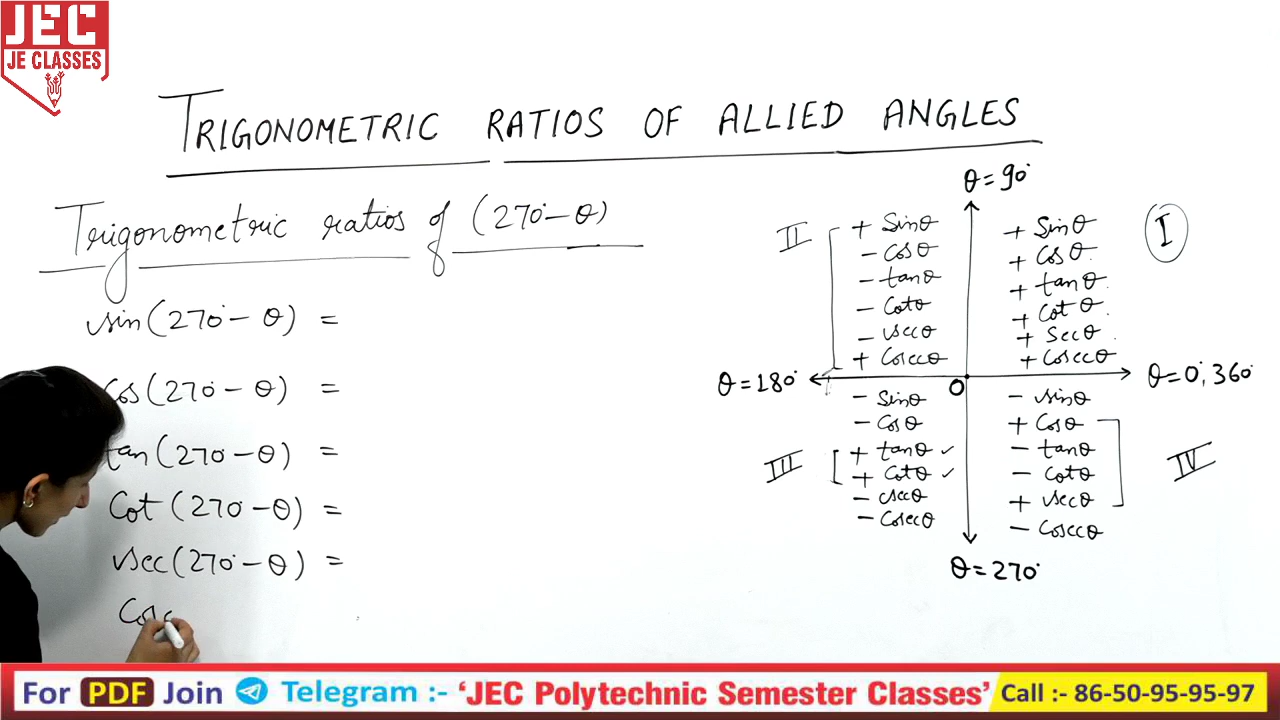 JEC
JE CLASSES
TRIGONOMETRIC RATIOS OF ALLIED ANGLES
Trigonometric ratios of (270° - θ)
sin(270° - θ) =
Cos(270° - θ) =
tan(270° - θ) =
Cot(270° - θ) =
sec(270° - θ) =
Cos
θ = 90°
II
+ Sinθ
- Cosθ
- tanθ
- Cotθ
- secθ
+ Cosecθ
+ Sinθ
+ Cosθ
+ tanθ
+ Cotθ
+ Secθ
+ Cosecθ
I
θ = 180°
O
θ = 0°, 360°
III
- Sinθ
- Cosθ
+ tanθ ✓
+ Cotθ ✓
- secθ
- Cosecθ
- sinθ
+ Cosθ
- tanθ
- Cotθ
+ secθ
- Cosecθ
IV
θ = 270°
For PDF Join Telegram :- ‘JEC Polytechnic Semester Classes’ Call :- 86-50-95-95-97